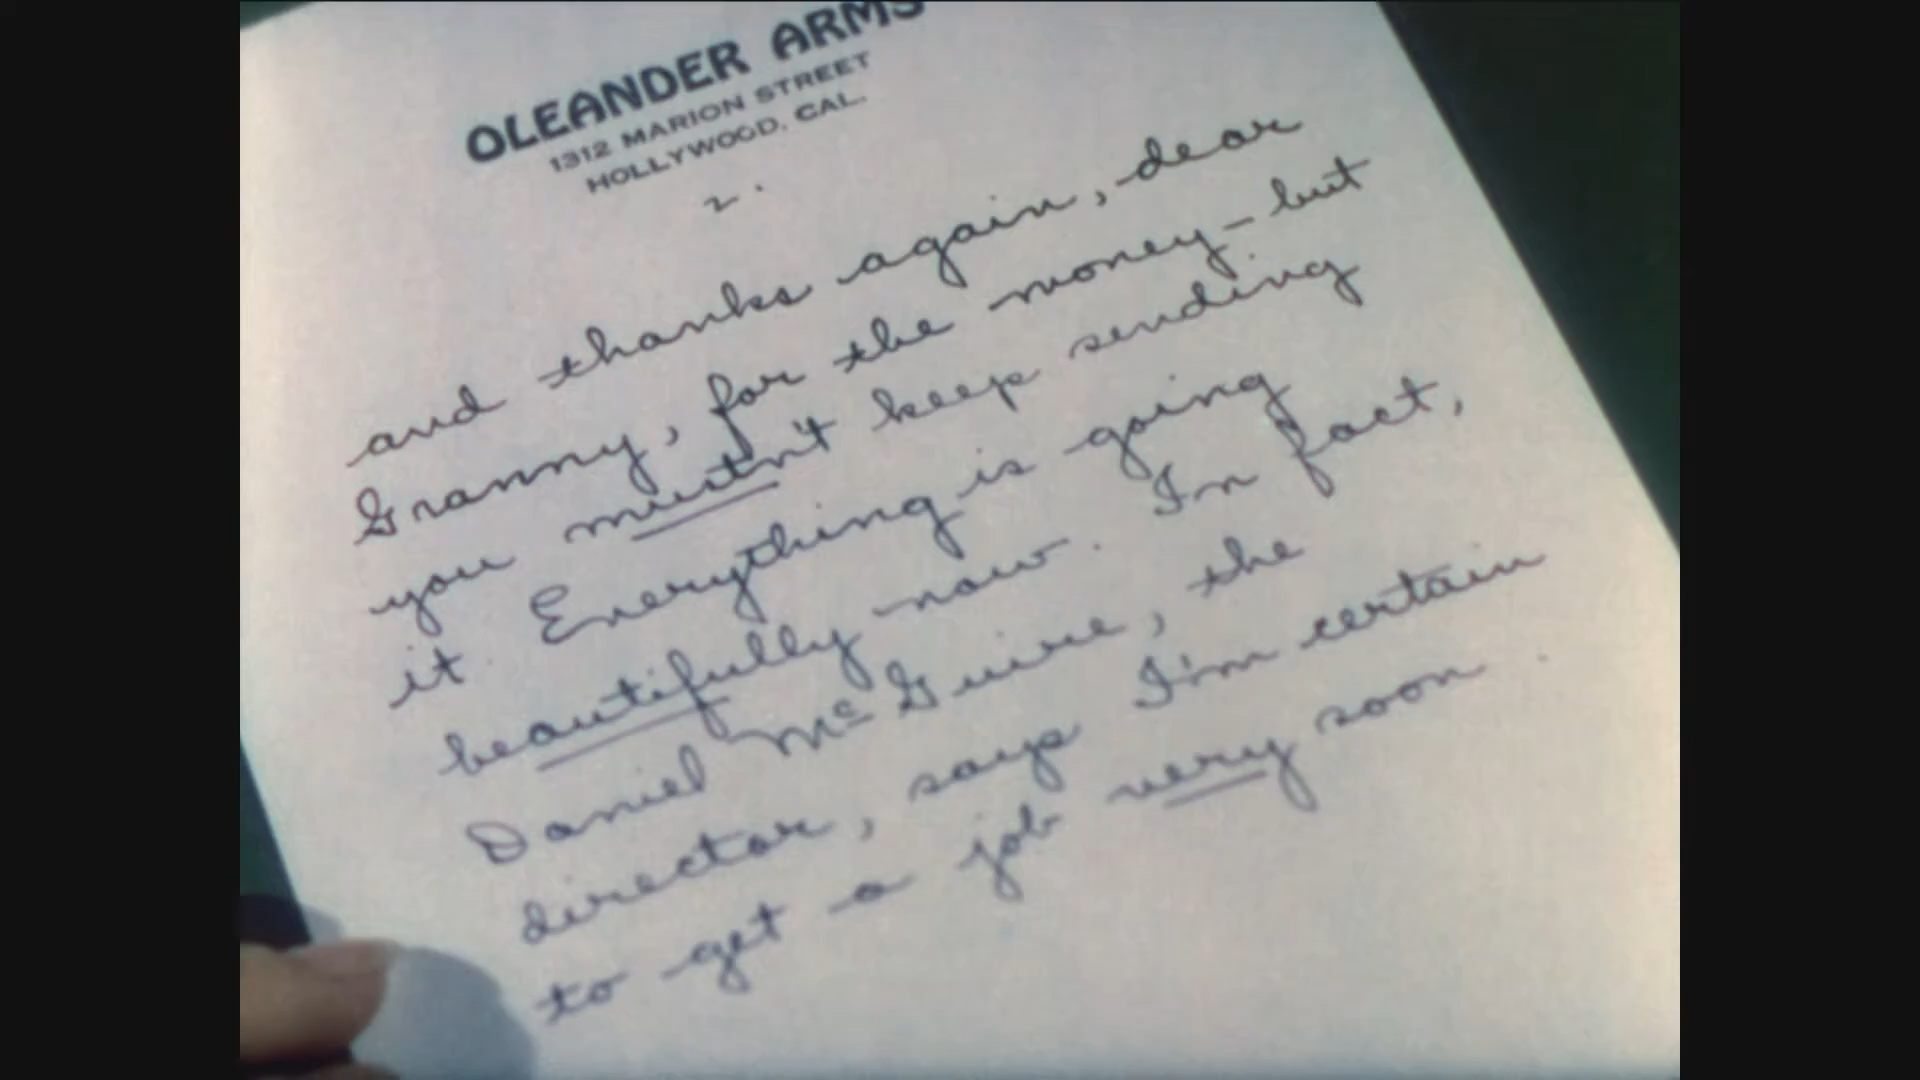 OLEANDER ARMS
1312 MARION STREET
HOLLYWOOD, CAL.
2.
and thanks again, dear
Granny, for the money – but
you mustn't keep sending
it. Everything is going
beautifully now. In fact,
Daniel McGuire, the
director, says I'm certain
to get a job very soon.